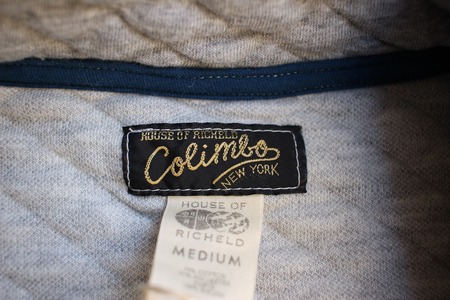 HOUSE OF RICHELD
Colimbo
NEW YORK
HOUSE OF
RICHELD
MEDIUM